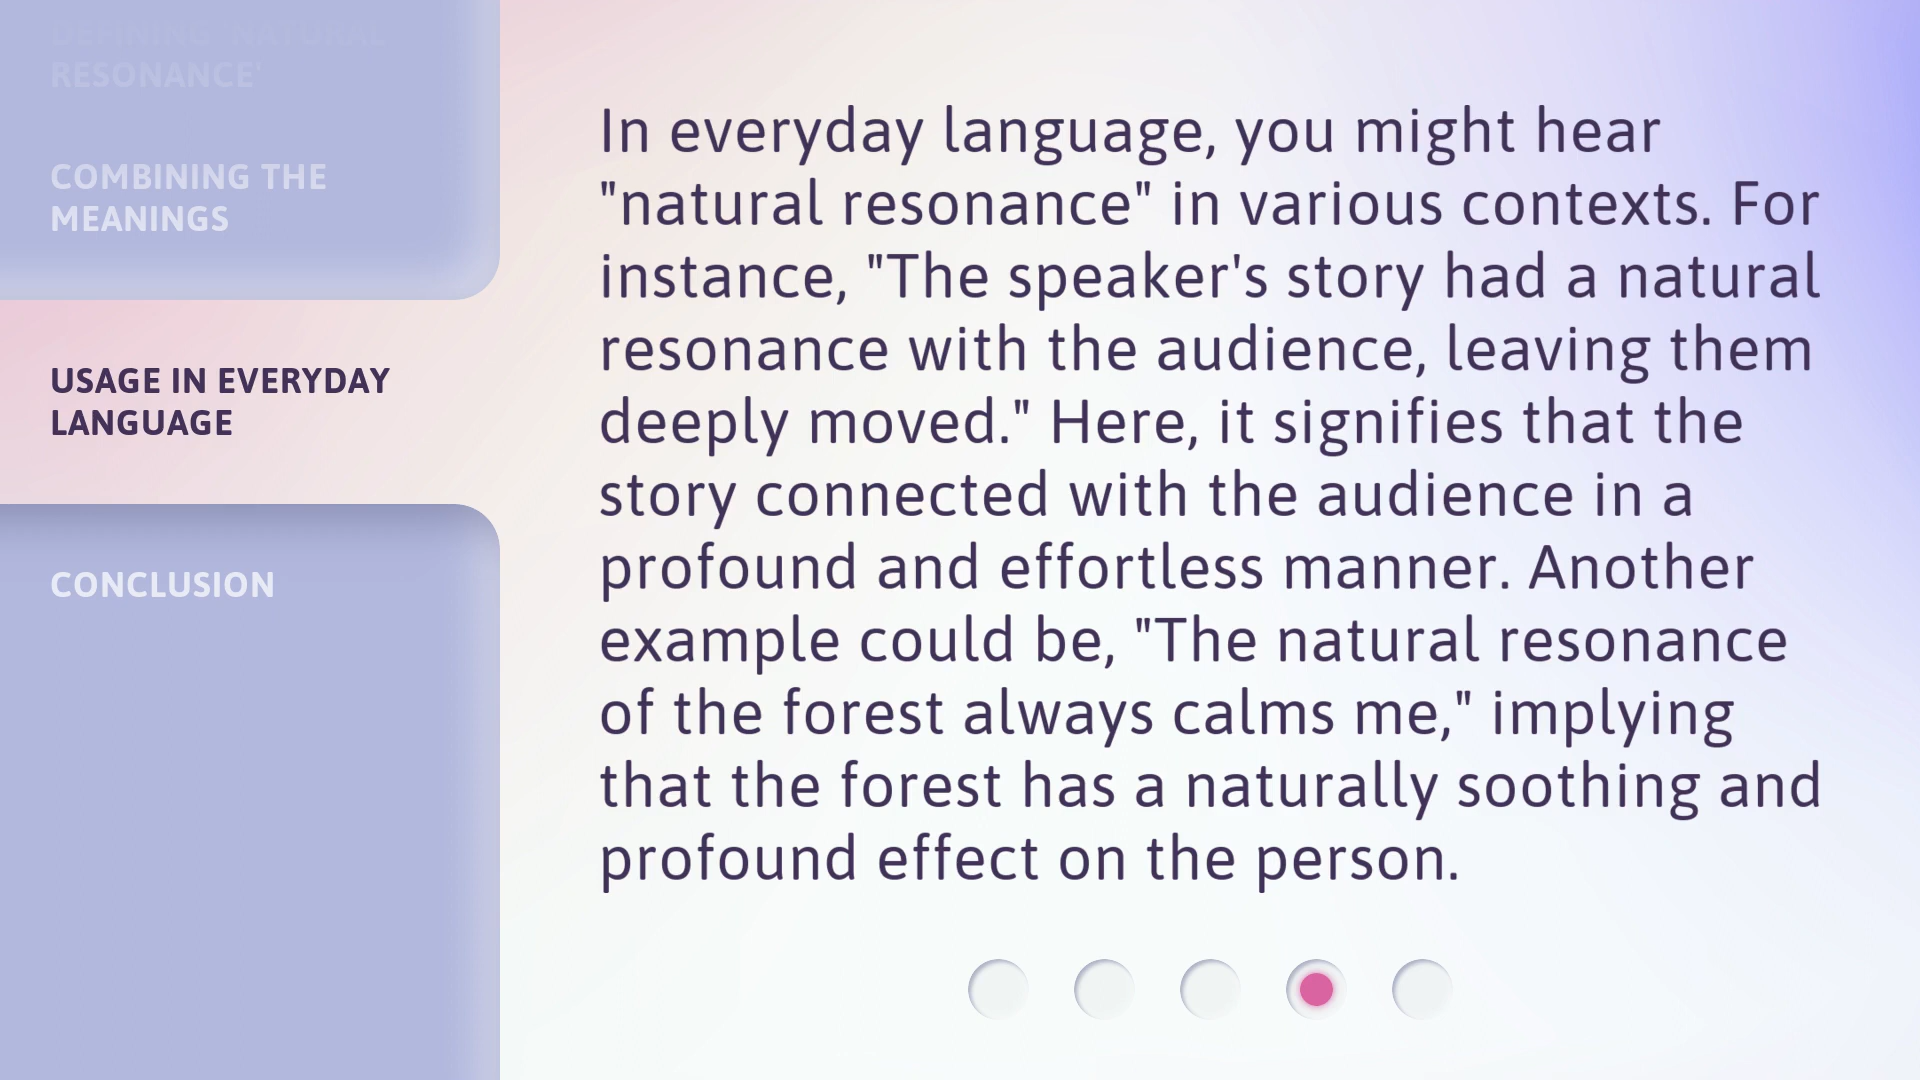 DEFINING 'NATURAL
RESONANCE'
COMBINING THE
MEANINGS
USAGE IN EVERYDAY
LANGUAGE
CONCLUSION
In everyday language, you might hear
"natural resonance" in various contexts. For
instance, "The speaker's story had a natural
resonance with the audience, leaving them
deeply moved." Here, it signifies that the
story connected with the audience in a
profound and effortless manner. Another
example could be, "The natural resonance
of the forest always calms me," implying
that the forest has a naturally soothing and
profound effect on the person.